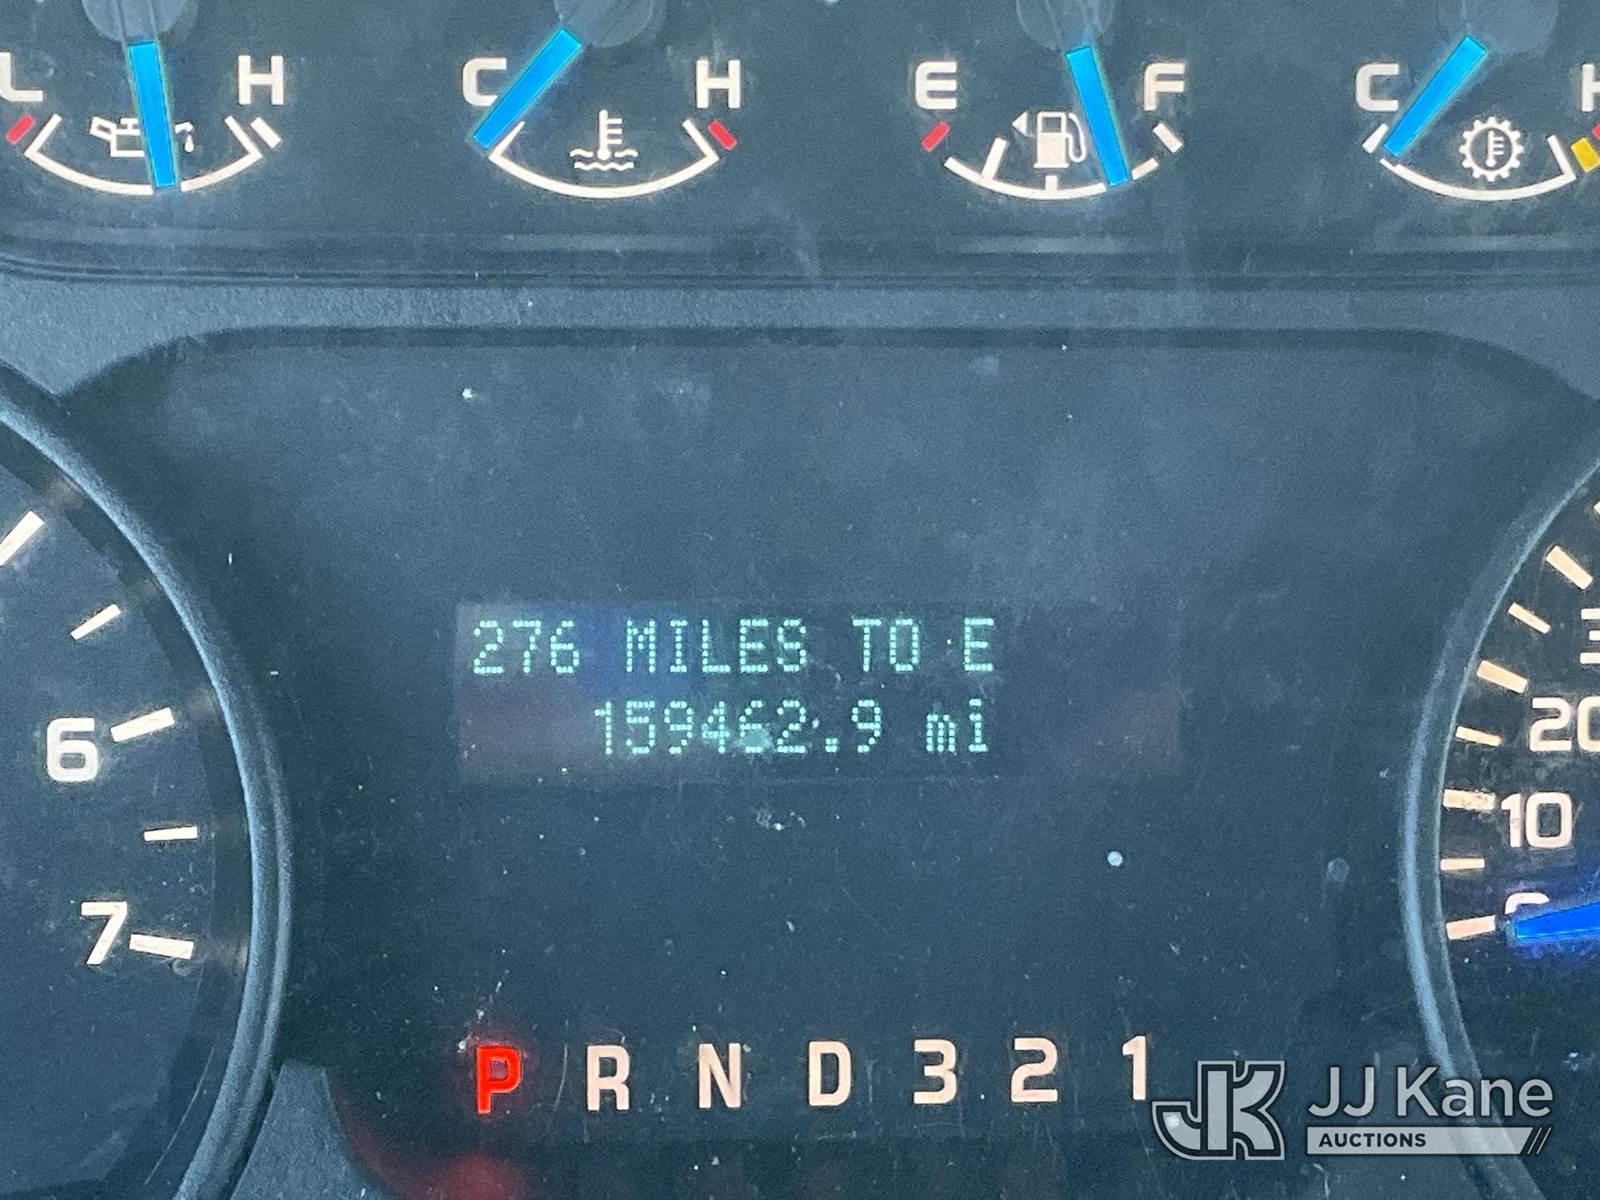 L H C H E F C H
276 MILES TO E
159462.9 mi
6
7
20
10
P R N D 3 2 1
JJ Kane
AUCTIONS